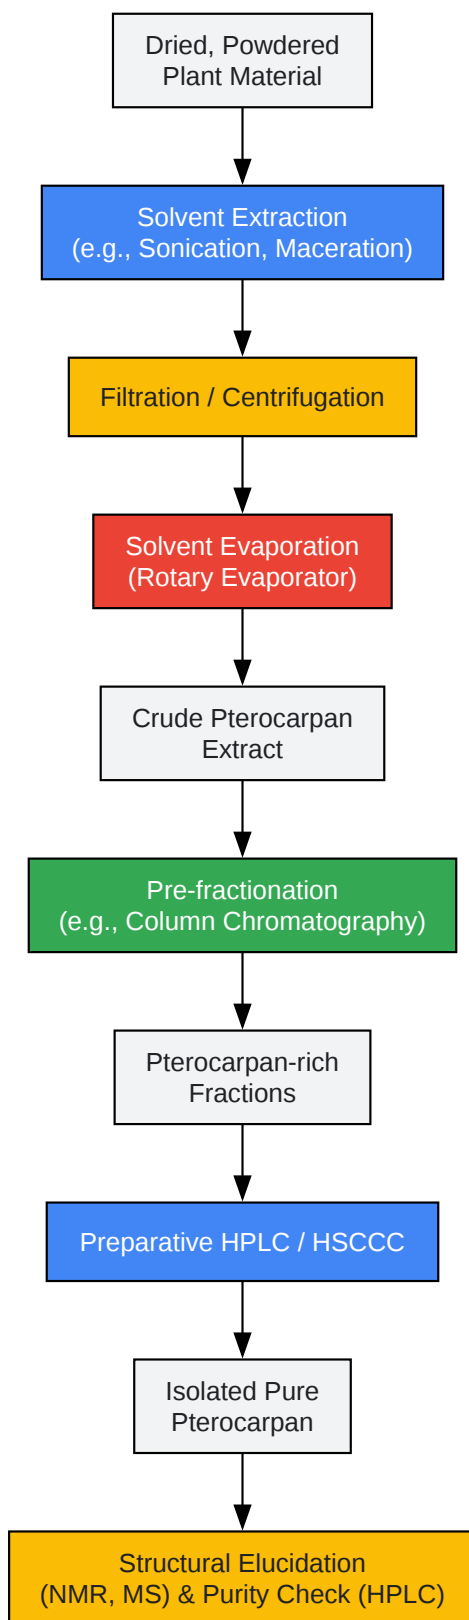 Dried, Powdered
Plant Material
Solvent Extraction
(e.g., Sonication, Maceration)
Filtration / Centrifugation
Solvent Evaporation
(Rotary Evaporator)
Crude Pterocarpan
Extract
Pre-fractionation
(e.g., Column Chromatography)
Pterocarpan-rich
Fractions
Preparative HPLC / HSCCC
Isolated Pure
Pterocarpan
Structural Elucidation
(NMR, MS) & Purity Check (HPLC)